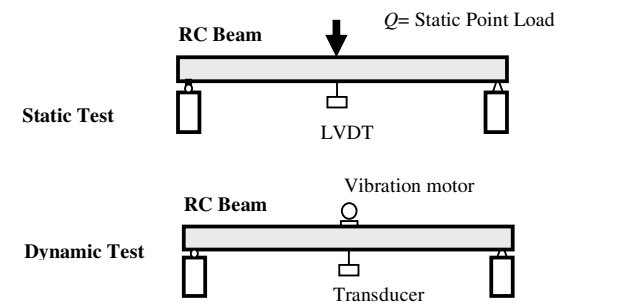 Q= Static Point Load
RC Beam
Static Test
LVDT
Vibration motor
RC Beam
Dynamic Test
Transducer